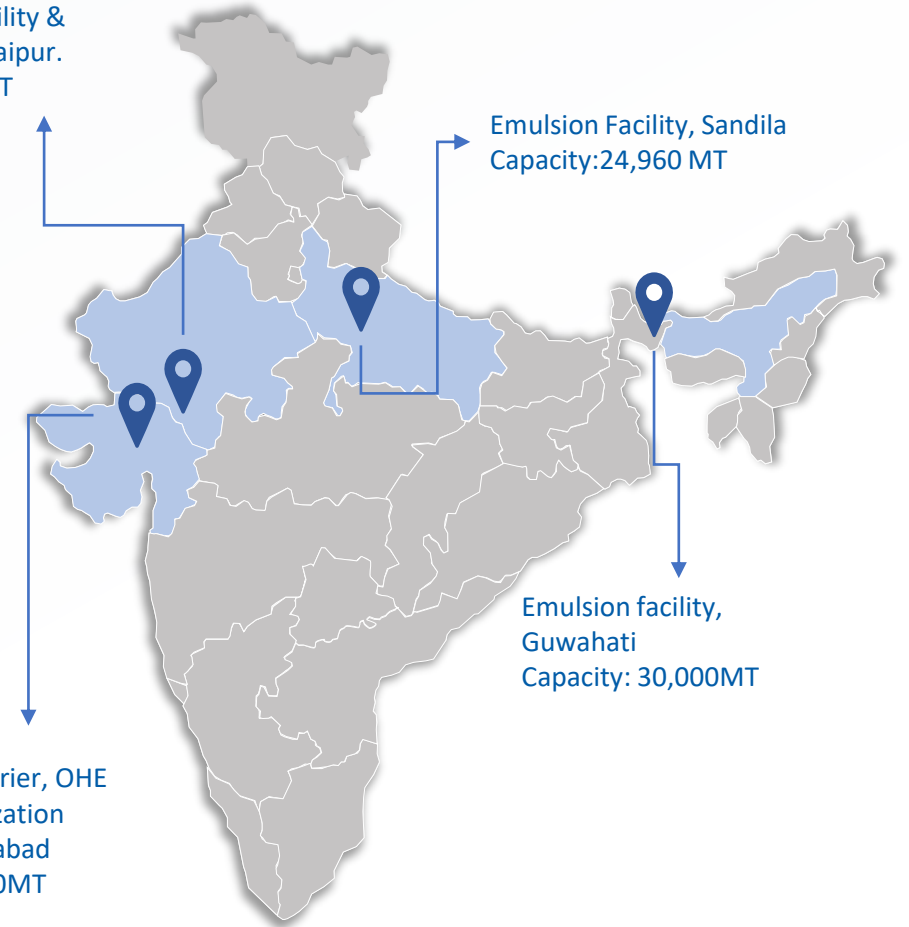 ility &
aipur.
T
Emulsion Facility, Sandila
Capacity:24,960 MT
Emulsion facility,
Guwahati
Capacity: 30,000MT
rier, OHE
zation
abad
0MT